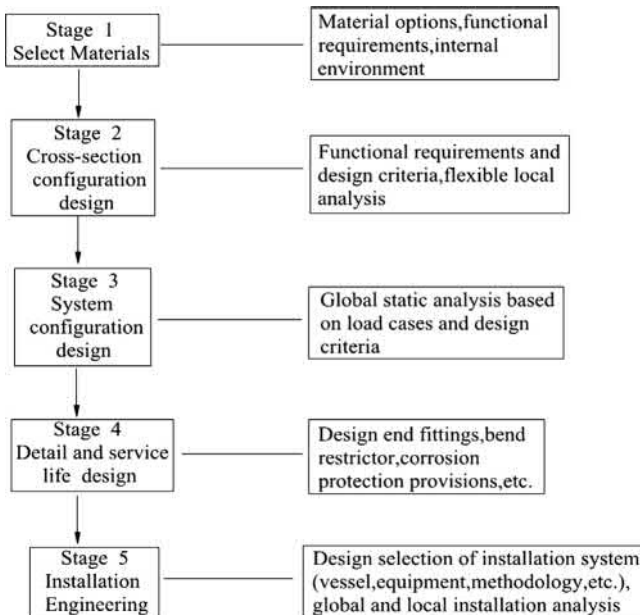 Stage 1
Select Materials
Material options,functional
requirements,internal
environment
Stage 2
Cross-section
configuration
design
Functional requirements and
design criteria,flexible local
analysis
Stage 3
System
configuration
design
Global static analysis based
on load cases and design
criteria
Stage 4
Detail and service
life design
Design end fittings,bend
restrictor,corrosion
protection provisions,etc.
Stage 5
Installation
Engineering
Design selection of installation system
(vessel,equipment,methodology,etc.),
global and local installation analysis